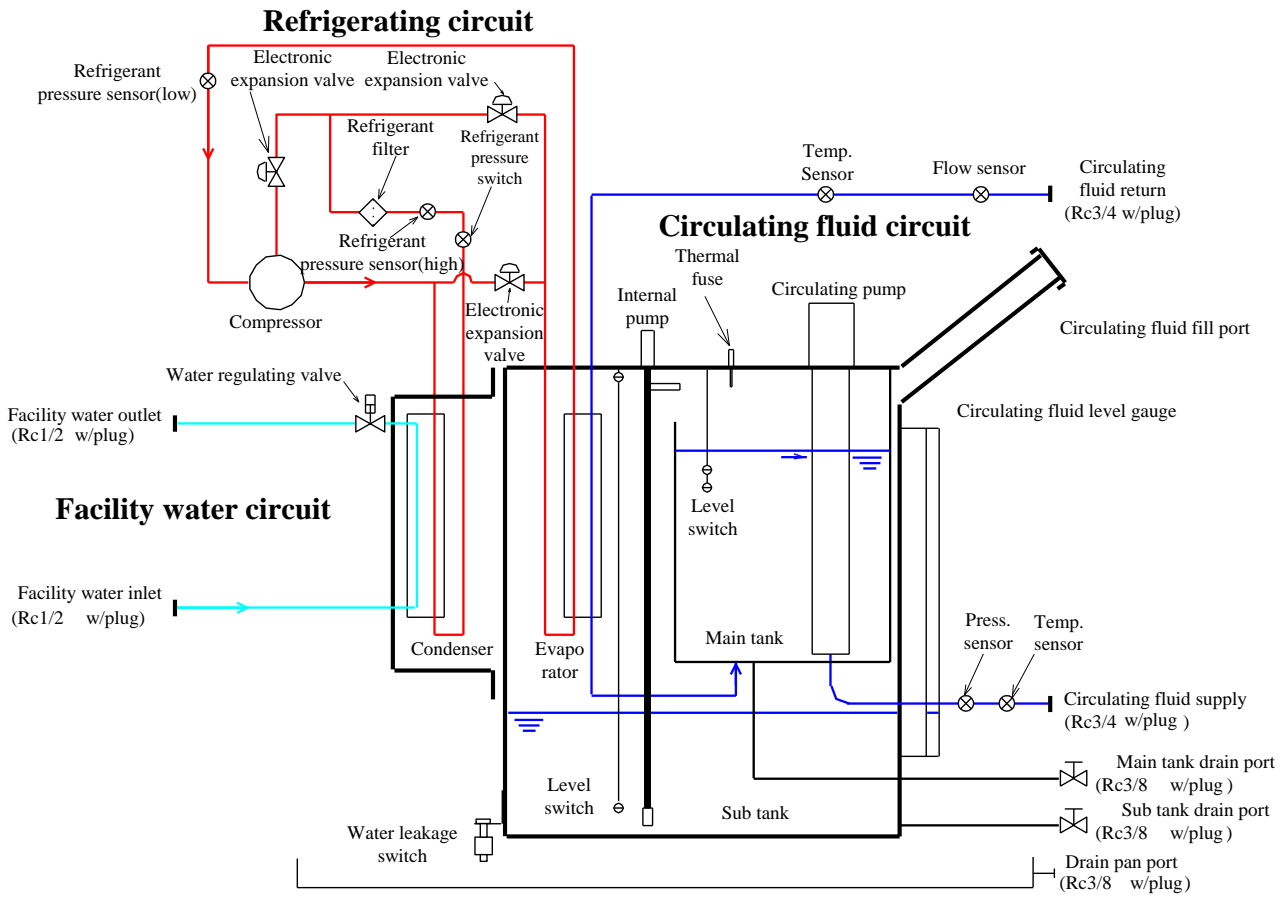 Refrigerating circuit
Electronic
expansion valve
Electronic
expansion valve
Refrigerant
pressure sensor(low)
Refrigerant
filter
Refrigerant
pressure
switch
Refrigerant
pressure sensor(high)
Compressor
Electronic
expansion
valve
Temp.
Sensor
Flow sensor
Circulating
fluid return
(Rc3/4 w/plug)
Circulating fluid circuit
Thermal
fuse
Internal
pump
Circulating pump
Circulating fluid fill port
Water regulating valve
Facility water outlet
(Rc1/2 w/plug)
Circulating fluid level gauge
Facility water circuit
Level
switch
Facility water inlet
(Rc1/2 w/plug)
Condenser
Evapo
rator
Main tank
Press.
sensor
Temp.
sensor
Circulating fluid supply
(Rc3/4 w/plug )
Main tank drain port
(Rc3/8 w/plug )
Level
switch
Sub tank
Sub tank drain port
(Rc3/8 w/plug )
Water leakage
switch
Drain pan port
(Rc3/8 w/plug)